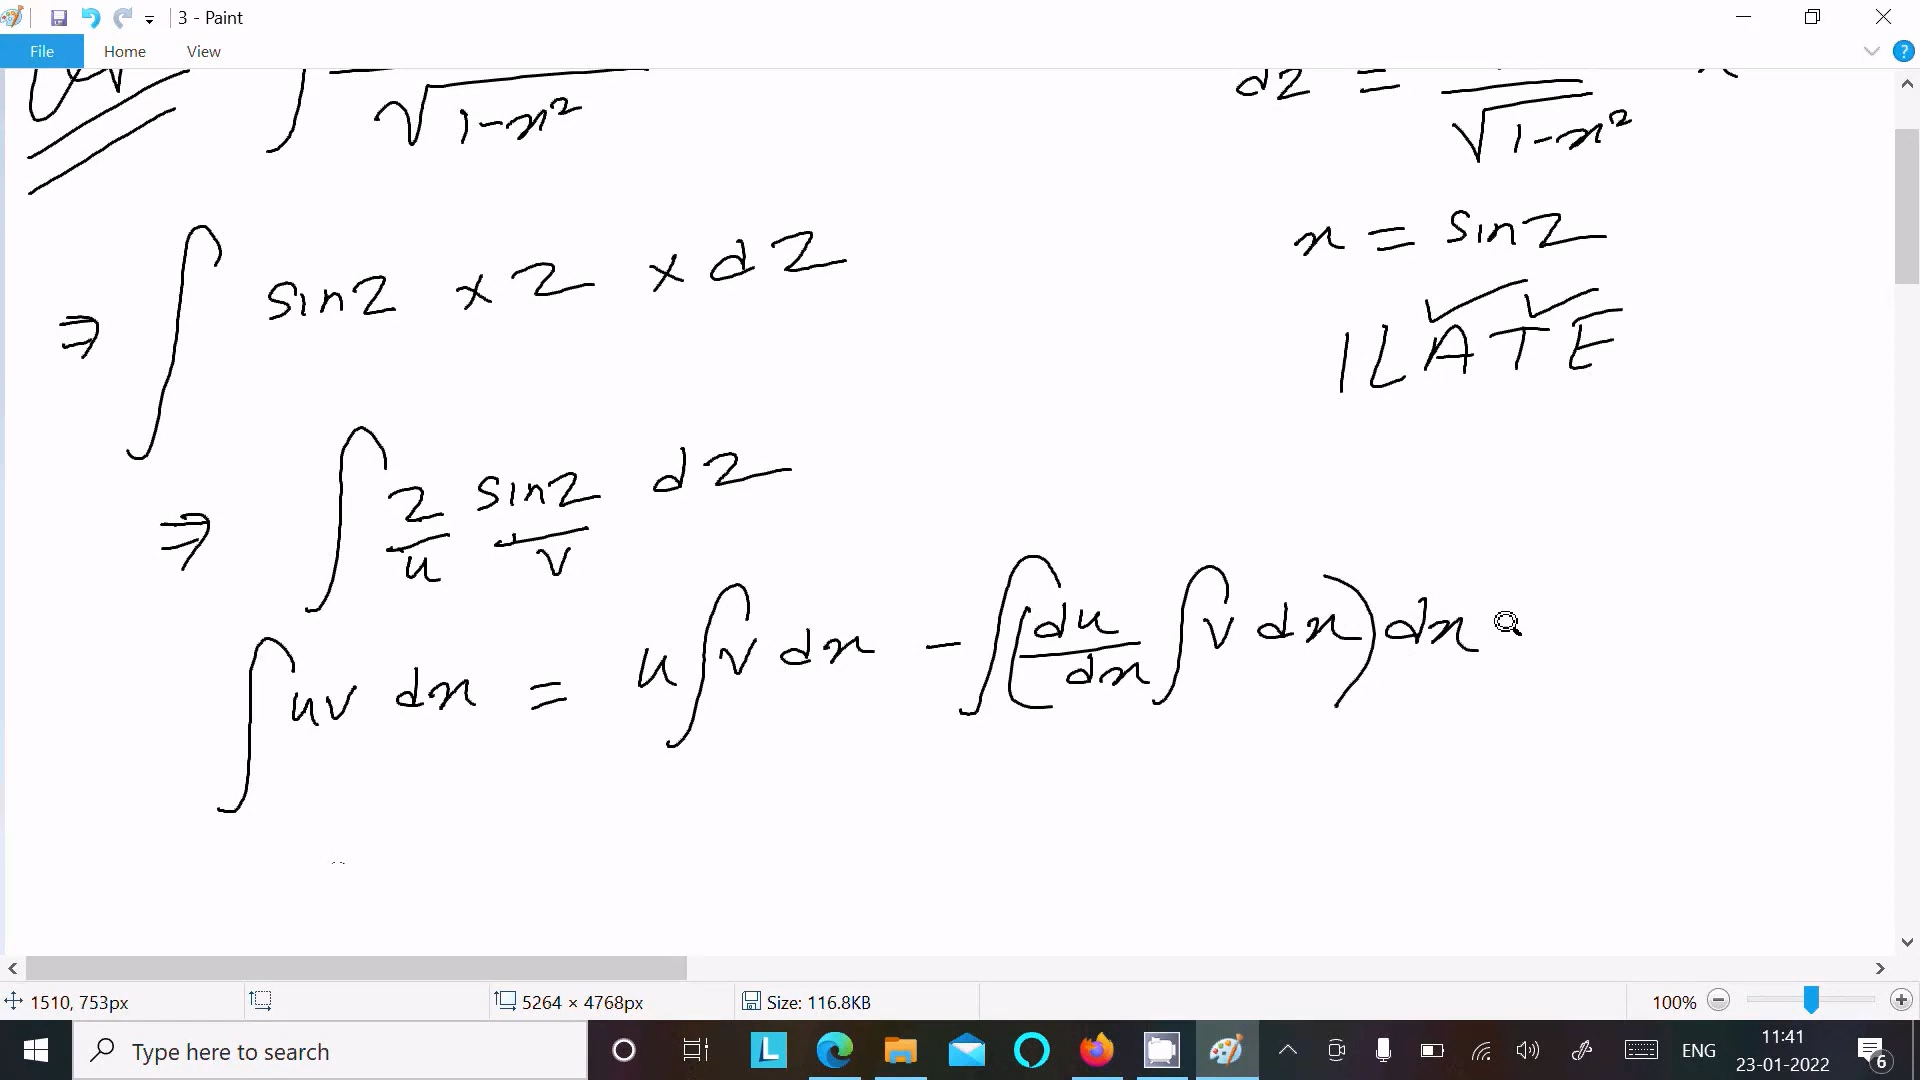 3 - Paint
File Home View
∫ √1-x²
dz = √1-x²
⇒ ∫ sinz × z × dz
x = sinz
ILATE
⇒ ∫ z sinz dz
u v
∫ uv dx = u ∫ v dx - ∫ (du/dx ∫ v dx) dx
1510, 753px 5264 × 4768px Size: 116.8KB 100%
Type here to search L ENG 11:41
23-01-2022 6